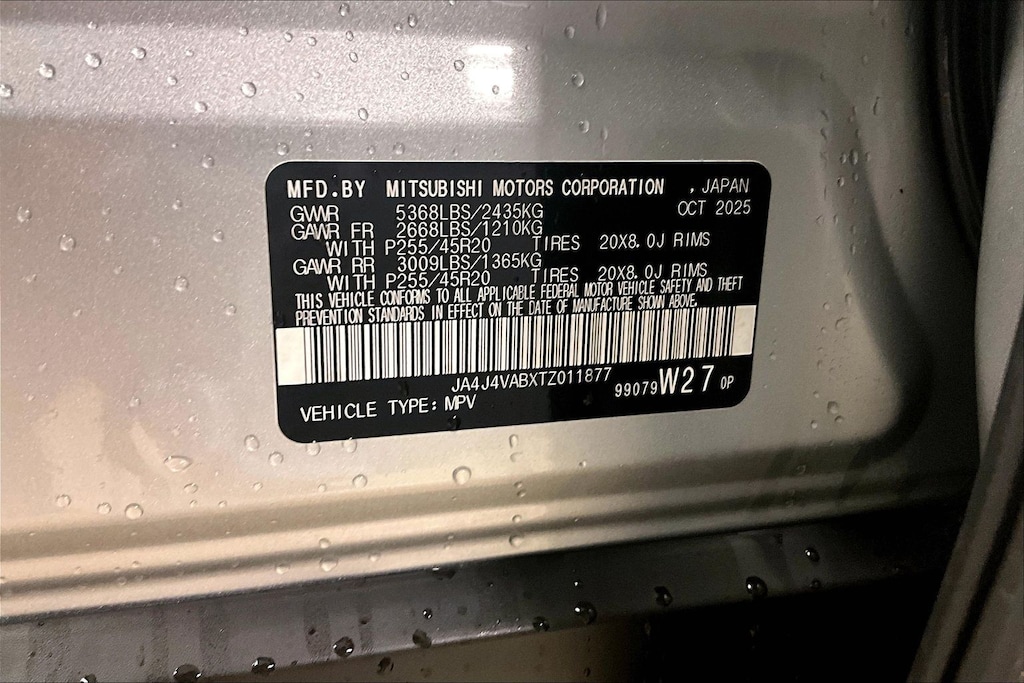 MFD.BY MITSUBISHI MOTORS CORPORATION , JAPAN
OCT 2025
GVWR 5368LBS/2435KG
GAWR FR 2668LBS/1210KG
WITH P255/45R20 TIRES 20X8.0J RIMS
GAWR RR 3009LBS/1365KG
WITH P255/45R20 TIRES 20X8.0J RIMS
THIS VEHICLE CONFORMS TO ALL APPLICABLE FEDERAL MOTOR VEHICLE SAFETY AND THEFT
PREVENTION STANDARDS IN EFFECT ON THE DATE OF MANUFACTURE SHOWN ABOVE.
JA4J4VABXTZ011877
99079W27 0P
VEHICLE TYPE: MPV